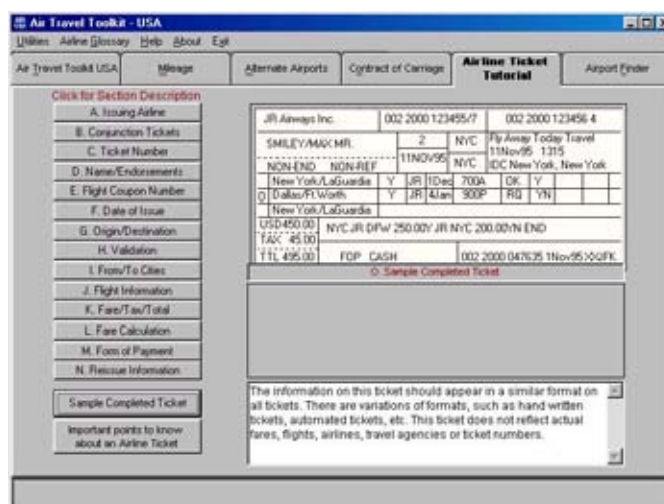 Air Travel Toolkit - USA
Utilities Airline Glossary Help About Exit
Air Travel Toolkit USA
Mileage
Alternate Airports
Contract of Carriage
Airline Ticket
Tutorial
Airport Finder
Click for Section Description
A. Issuing Airline
B. Conjunction Tickets
C. Ticket Number
D. Name/Endorsements
E. Flight Coupon Number
F. Date of Issue
G. Origin/Destination
H. Validation
I. From/To Cities
J. Flight Information
K. Fare/Tax/Total
L. Fare Calculation
M. Form of Payment
N. Reissue Information
Sample Completed Ticket
Important points to know
about an Airline Ticket
JR Airways Inc. 002 2000 123455/7 002 2000 123456 4
SMILEY/MAX MR. 2 NYC Fly Away Today Travel
11NOV95 11Nov95 1315
NON-END NON-REF NYC IDC New York, New York
New York/LaGuardia Y JR 1Dec 700A OK Y
O Dallas/Ft.Worth Y JR 4Jan 900P RQ YN
New York/LaGuardia
USD450.00 NYC JR DFW 250.00Y JR NYC 200.00YN END
TAX 45.00
TTL 495.00 FOP CASH 002 2000 047635 1Nov95
O. Sample Completed Ticket
The information on this ticket should appear in a similar format on
all tickets. There are variations of formats, such as hand written
tickets, automated tickets, etc. This ticket does not reflect actual
fares, flights, airlines, travel agencies or ticket numbers.